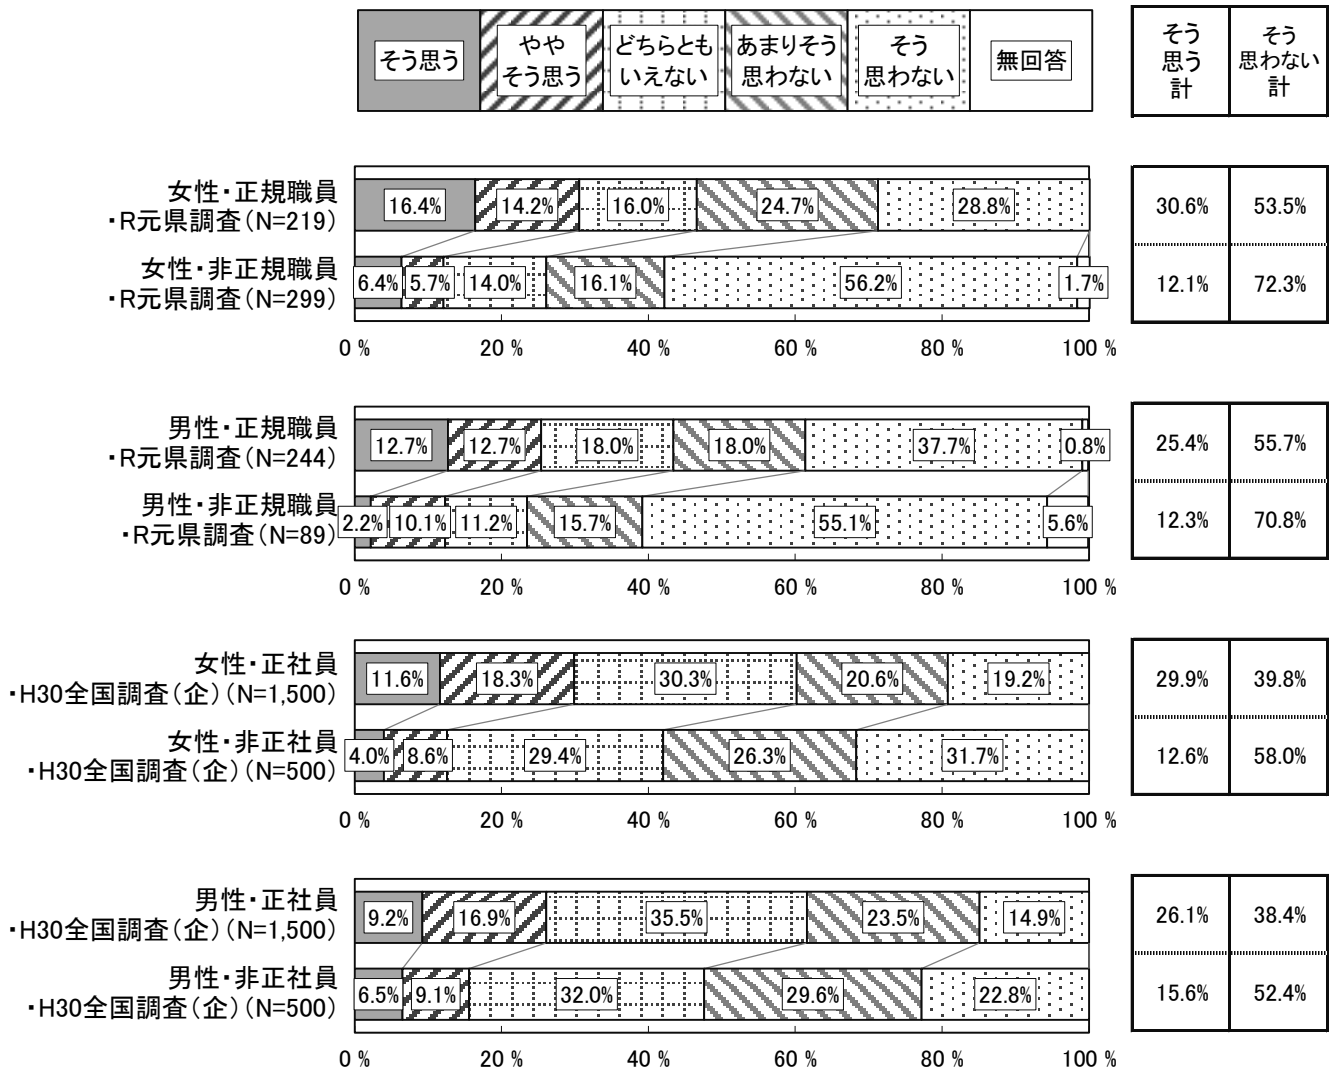 そう思う
やや
そう思う
どちらとも
いえない
あまりそう
思わない
そう
思わない
無回答
そう
思う
計
そう
思わない
計
女性・正規職員
・R元県調査(N=219)
16.4% 14.2% 16.0% 24.7% 28.8%
30.6% 53.5%
女性・非正規職員
・R元県調査(N=299)
6.4% 5.7% 14.0% 16.1% 56.2% 1.7%
12.1% 72.3%
0 % 20 % 40 % 60 % 80 % 100 %
男性・正規職員
・R元県調査(N=244)
12.7% 12.7% 18.0% 18.0% 37.7% 0.8%
25.4% 55.7%
男性・非正規職員
・R元県調査(N=89)
2.2% 10.1% 11.2% 15.7% 55.1% 5.6%
12.3% 70.8%
0 % 20 % 40 % 60 % 80 % 100 %
女性・正社員
・H30全国調査(企)(N=1,500)
11.6% 18.3% 30.3% 20.6% 19.2%
29.9% 39.8%
女性・非正社員
・H30全国調査(企)(N=500)
4.0% 8.6% 29.4% 26.3% 31.7%
12.6% 58.0%
0 % 20 % 40 % 60 % 80 % 100 %
男性・正社員
・H30全国調査(企)(N=1,500)
9.2% 16.9% 35.5% 23.5% 14.9%
26.1% 38.4%
男性・非正社員
・H30全国調査(企)(N=500)
6.5% 9.1% 32.0% 29.6% 22.8%
15.6% 52.4%
0 % 20 % 40 % 60 % 80 % 100 %